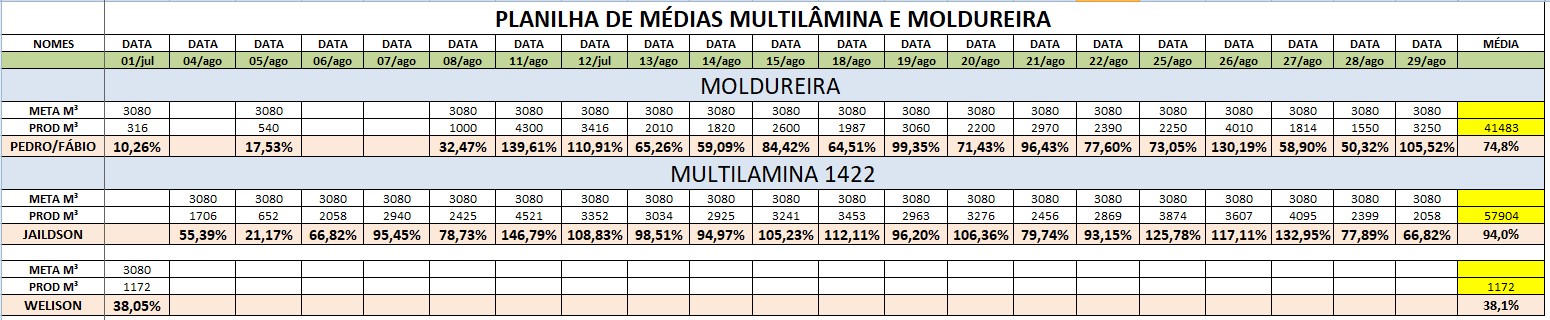 PLANILHA DE MÉDIAS MULTILÂMINA E MOLDUREIRA
NOMES DATA DATA DATA DATA DATA DATA DATA DATA DATA DATA DATA DATA DATA DATA DATA DATA DATA DATA DATA DATA MÉDIA
01/jul 04/ago 05/ago 06/ago 07/ago 08/ago 11/ago 12/jul 13/ago 14/ago 15/ago 18/ago 19/ago 20/ago 21/ago 22/ago 25/ago 26/ago 27/ago 28/ago 29/ago
MOLDUREIRA
META M³ 3080 3080 3080 3080 3080 3080 3080 3080 3080 3080 3080 3080 3080 3080 3080 3080 3080 3080
PROD M³ 316 540 1000 4300 3416 2010 1820 2600 1987 3060 2200 2970 2390 2250 4010 1814 1550 3250 41483
PEDRO/FÁBIO 10,26% 17,53% 32,47% 139,61% 110,91% 65,26% 59,09% 84,42% 64,51% 99,35% 71,43% 96,43% 77,60% 73,05% 130,19% 58,90% 50,32% 105,52% 74,8%
MULTILAMINA 1422
META M³ 3080 3080 3080 3080 3080 3080 3080 3080 3080 3080 3080 3080 3080 3080 3080 3080 3080 3080 3080 3080
PROD M³ 1706 652 2058 2940 2425 4521 3352 3034 2925 3241 3453 2963 3276 2456 2869 3874 3607 4095 2399 2058 57904
JAILDSON 55,39% 21,17% 66,82% 95,45% 78,73% 146,79% 108,83% 98,51% 94,97% 105,23% 112,11% 96,20% 106,36% 79,74% 93,15% 125,78% 117,11% 132,95% 77,89% 66,82% 94,0%
META M³ 3080
PROD M³ 1172 1172
WELISON 38,05% 38,1%